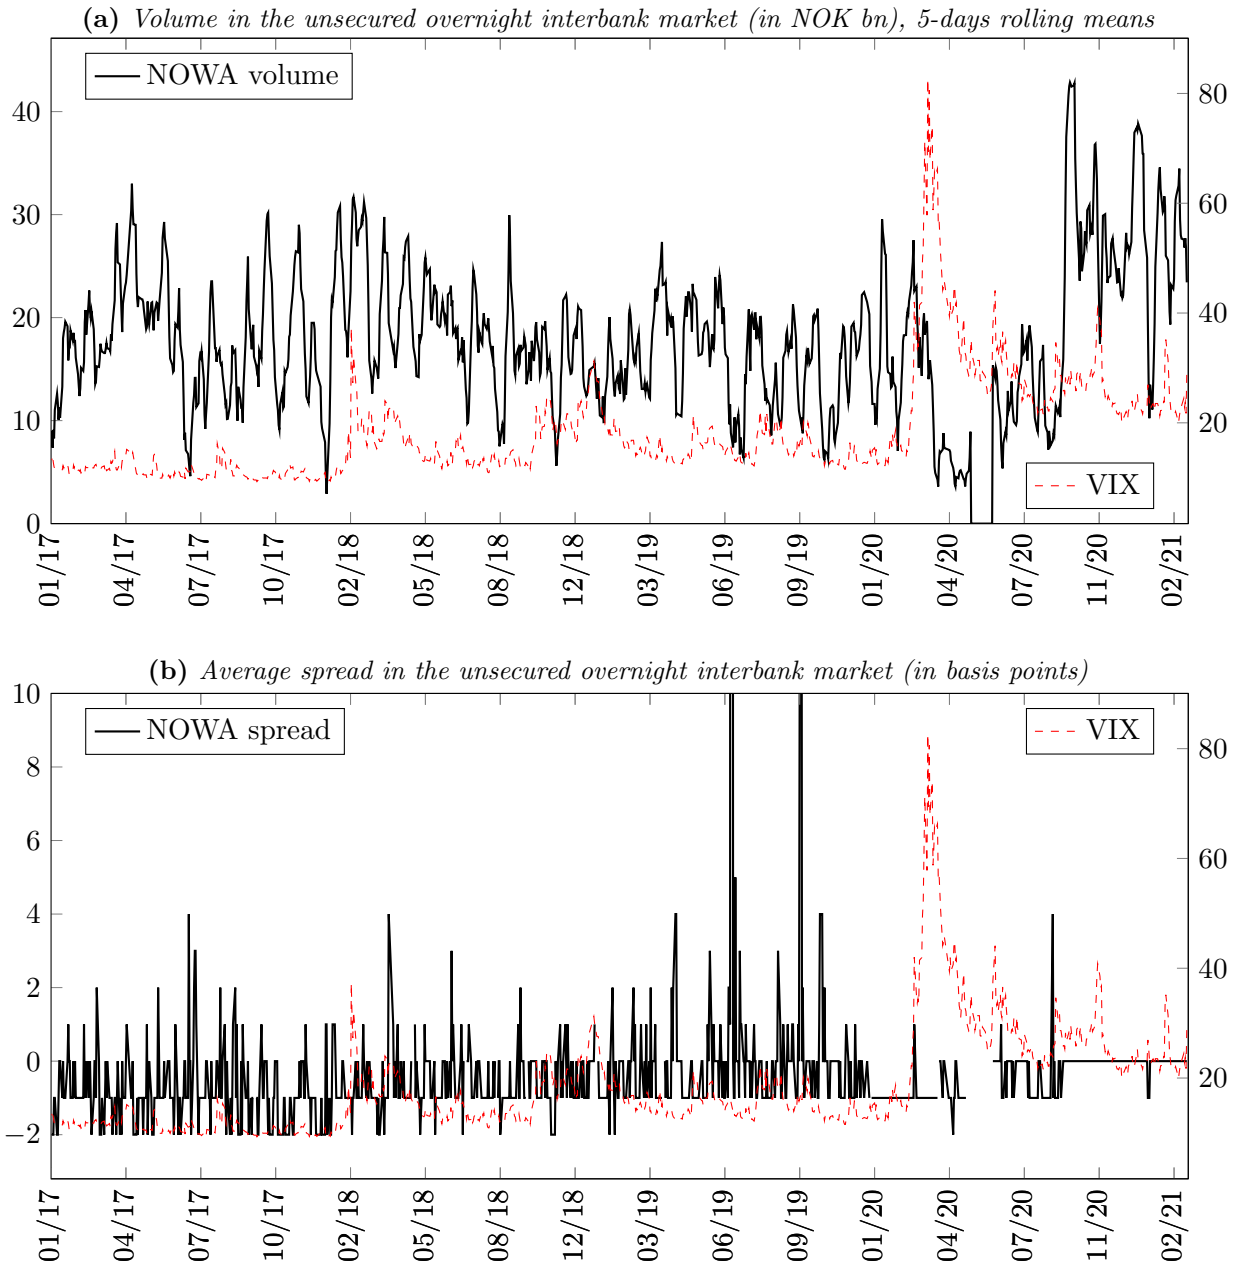 (a) Volume in the unsecured overnight interbank market (in NOK bn), 5-days rolling means
NOWA volume
40
30
20
10
0
80
60
40
20
VIX
01/17 04/17 07/17 10/17 02/18 05/18 08/18 12/18 03/19 06/19 09/19 01/20 04/20 07/20 11/20 02/21
(b) Average spread in the unsecured overnight interbank market (in basis points)
NOWA spread
VIX
10
8
6
4
2
0
−2
80
60
40
20
01/17 04/17 07/17 10/17 02/18 05/18 08/18 12/18 03/19 06/19 09/19 01/20 04/20 07/20 11/20 02/21